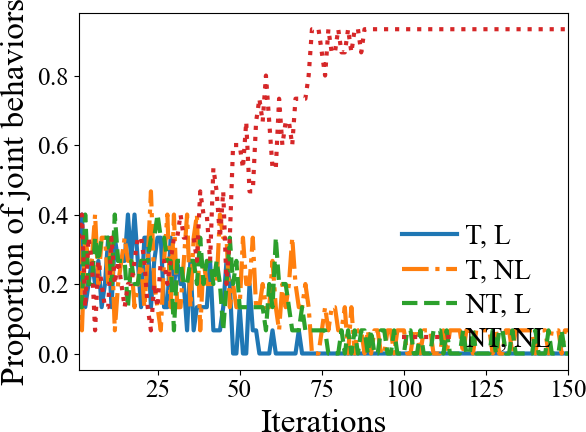 Proportion of joint behaviors
0.8
0.6
0.4
0.2
0.0
T, L
T, NL
NT, L
NT, NL
25
50
75
100
125
150
Iterations